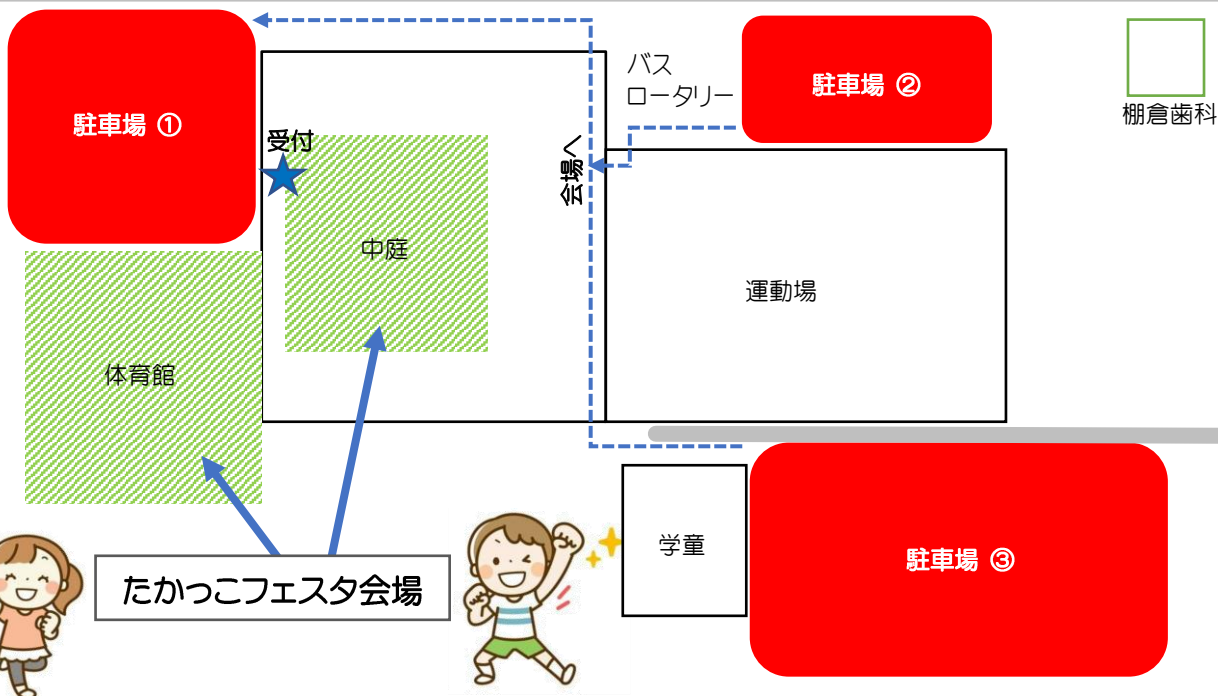 バス
ロータリー
駐車場 ②
棚倉歯科
駐車場 ①
受付
会場へ
中庭
運動場
体育館
学童
駐車場 ③
たかっこフェスタ会場